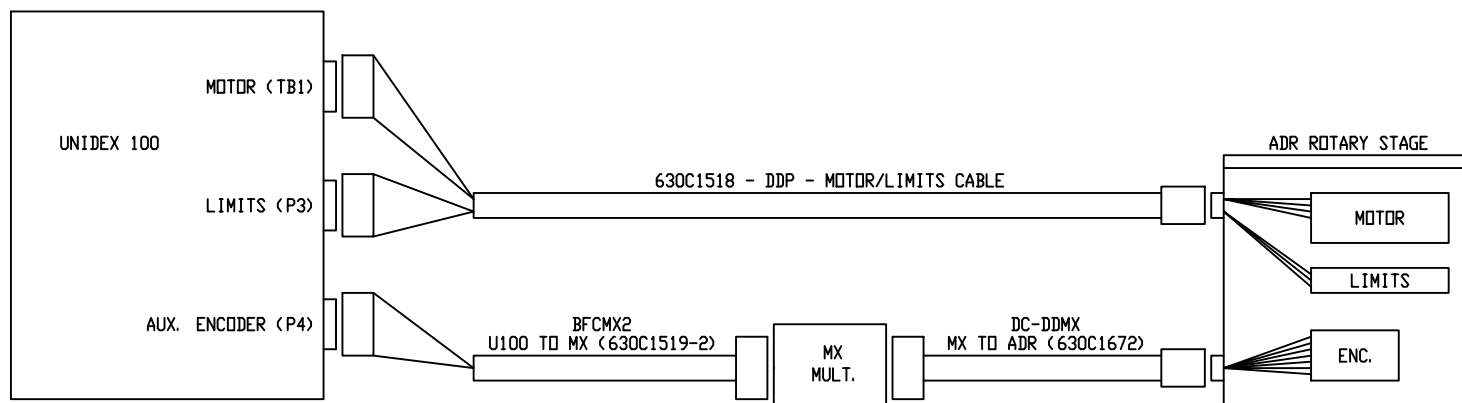 MOTOR (TB1)
UNIDEX 100
ADR ROTARY STAGE
630C1518 - DDP - MOTOR/LIMITS CABLE
LIMITS (P3)
MOTOR
LIMITS
AUX. ENCODER (P4)
BFCMX2
U100 TO MX (630C1519-2)
MX
MULT.
DC-DDMX
MX TO ADR (630C1672)
ENC.